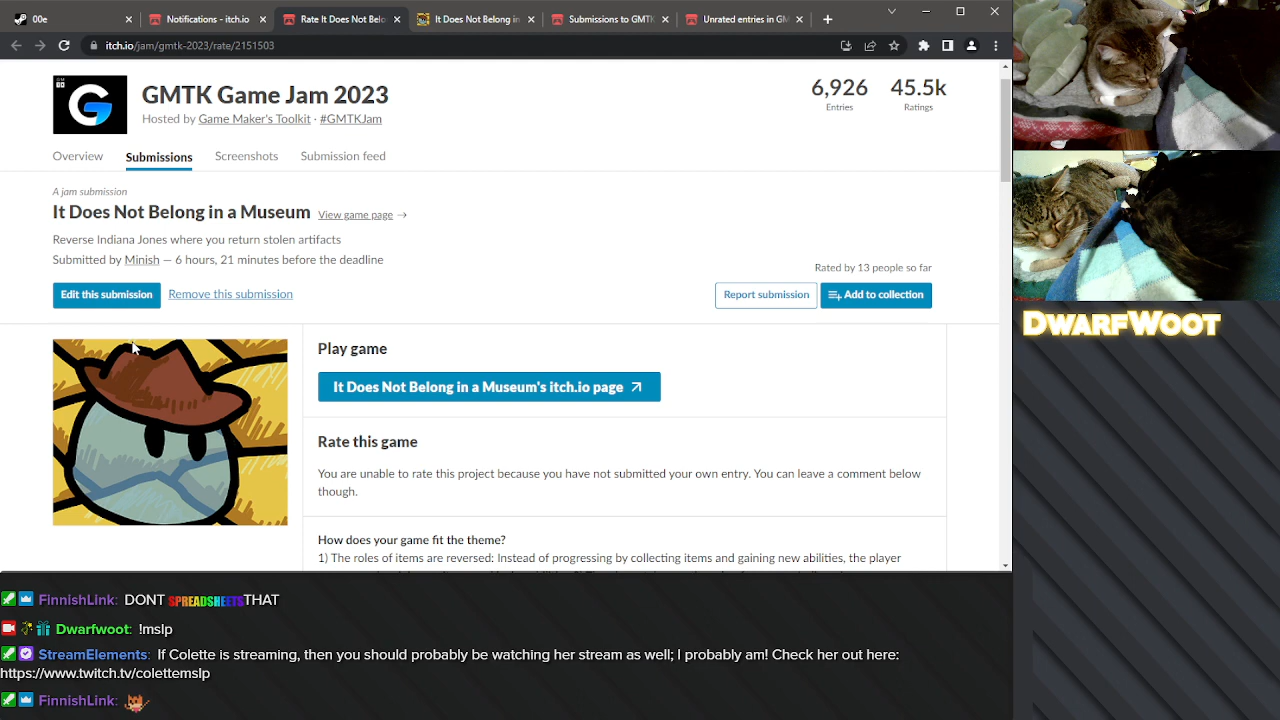 00e
Notifications - itch.io
Rate It Does Not Belo
It Does Not Belong in
Submissions to GMTK
Unrated entries in GM
itch.io/jam/gmtk-2023/rate/2151503
GMTK Game Jam 2023
Hosted by Game Maker's Toolkit · #GMTKJam
6,926
Entries
45.5k
Ratings
Overview
Submissions
Screenshots
Submission feed
A jam submission
It Does Not Belong in a Museum View game page →
Reverse Indiana Jones where you return stolen artifacts
Submitted by Minish — 6 hours, 21 minutes before the deadline
Rated by 13 people so far
Edit this submission
Remove this submission
Report submission
Add to collection
Play game
It Does Not Belong in a Museum's itch.io page
Rate this game
You are unable to rate this project because you have not submitted your own entry. You can leave a comment below
though.
How does your game fit the theme?
1) The roles of items are reversed: Instead of progressing by collecting items and gaining new abilities, the player
DWARFWOOT
FinnishLink: DONT SPREADSHEETS THAT
Dwarfwoot: !mslp
StreamElements: If Colette is streaming, then you should probably be watching her stream as well; I probably am! Check her out here:
https://www.twitch.tv/colettemslp
FinnishLink: